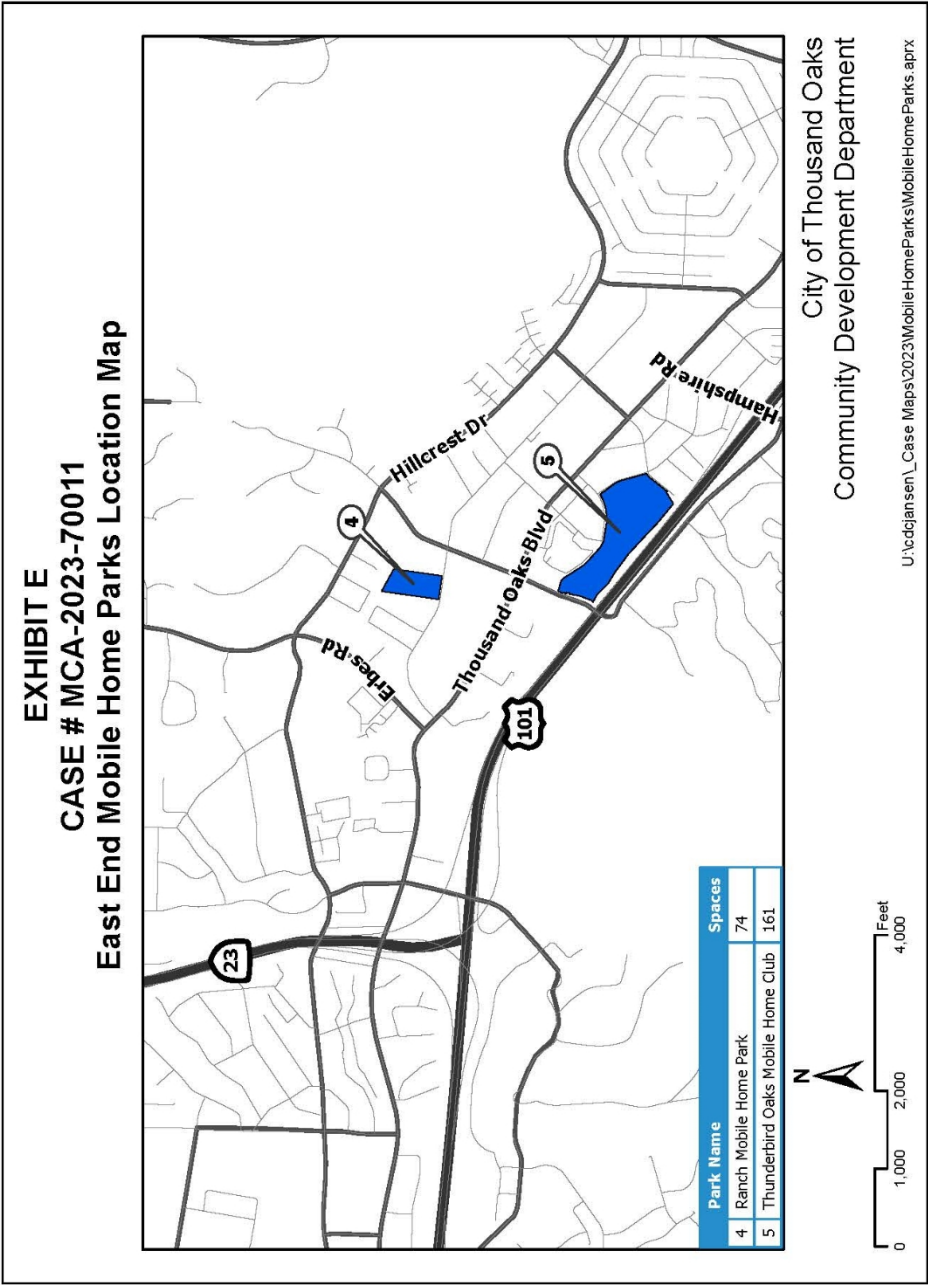 EXHIBIT E
CASE # MCA-2023-70011
East End Mobile Home Parks Location Map
23
101
Erbes Rd
Hillcrest Dr
Thousand Oaks Blvd
Hampshire Rd
4
5
Park Name Spaces
4 Ranch Mobile Home Park 74
5 Thunderbird Oaks Mobile Home Club 161
N
0 1,000 2,000 4,000
Feet
City of Thousand Oaks
Community Development Department
U:\cdcjansen\_Case Maps\2023\MobileHomeParks\MobileHomeParks.aprx